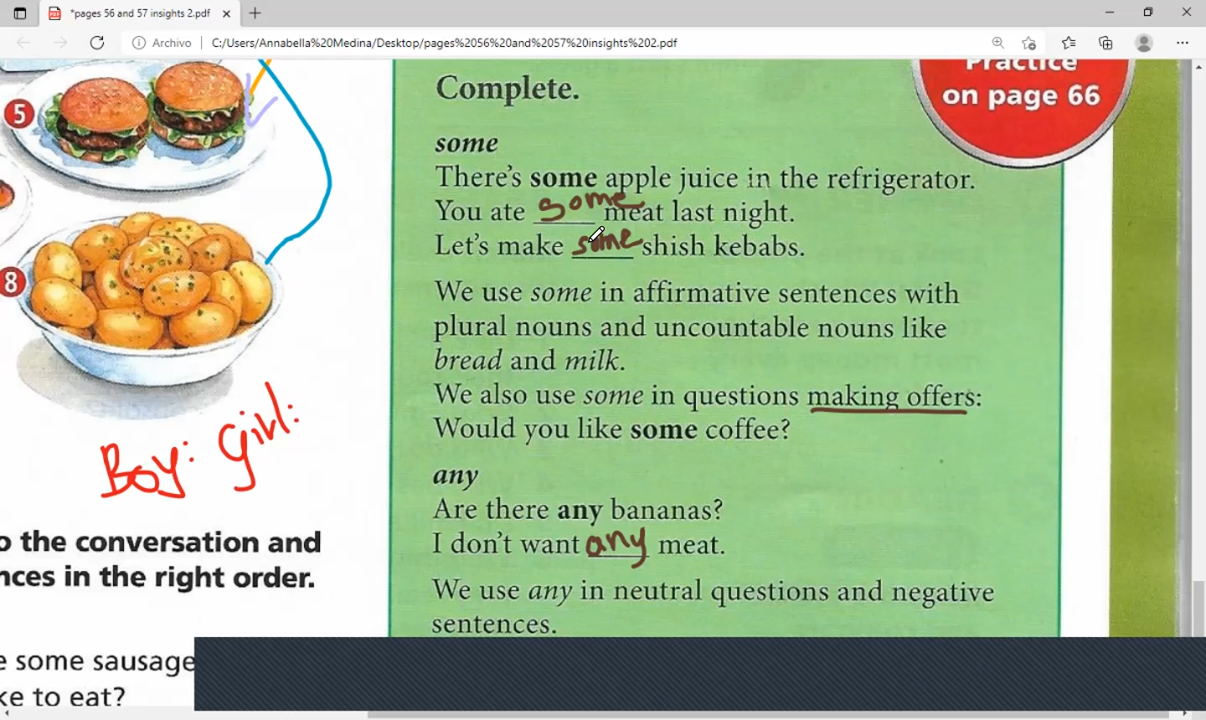 *pages 56 and 57 insights 2.pdf
Archivo
C:/Users/Annabella%20Medina/Desktop/pages%2056%20and%2057%20insights%202.pdf
Practice
on page 66
Complete.
some
There's some apple juice in the refrigerator.
You ate some meat last night.
Let's make some shish kebabs.
We use some in affirmative sentences with
plural nouns and uncountable nouns like
bread and milk.
We also use some in questions making offers:
Would you like some coffee?
any
Are there any bananas?
I don't want any meat.
We use any in neutral questions and negative
sentences.
5
8
Boy: Girl:
o the conversation and
nces in the right order.
e some sausage
ke to eat?